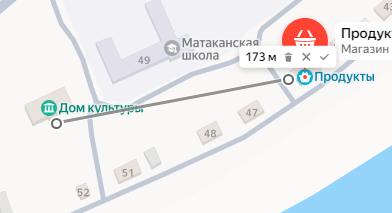 Продук
Магазин
Матаканская
школа
173 м
49
Продукты
Дом культуры
47
48
51
52